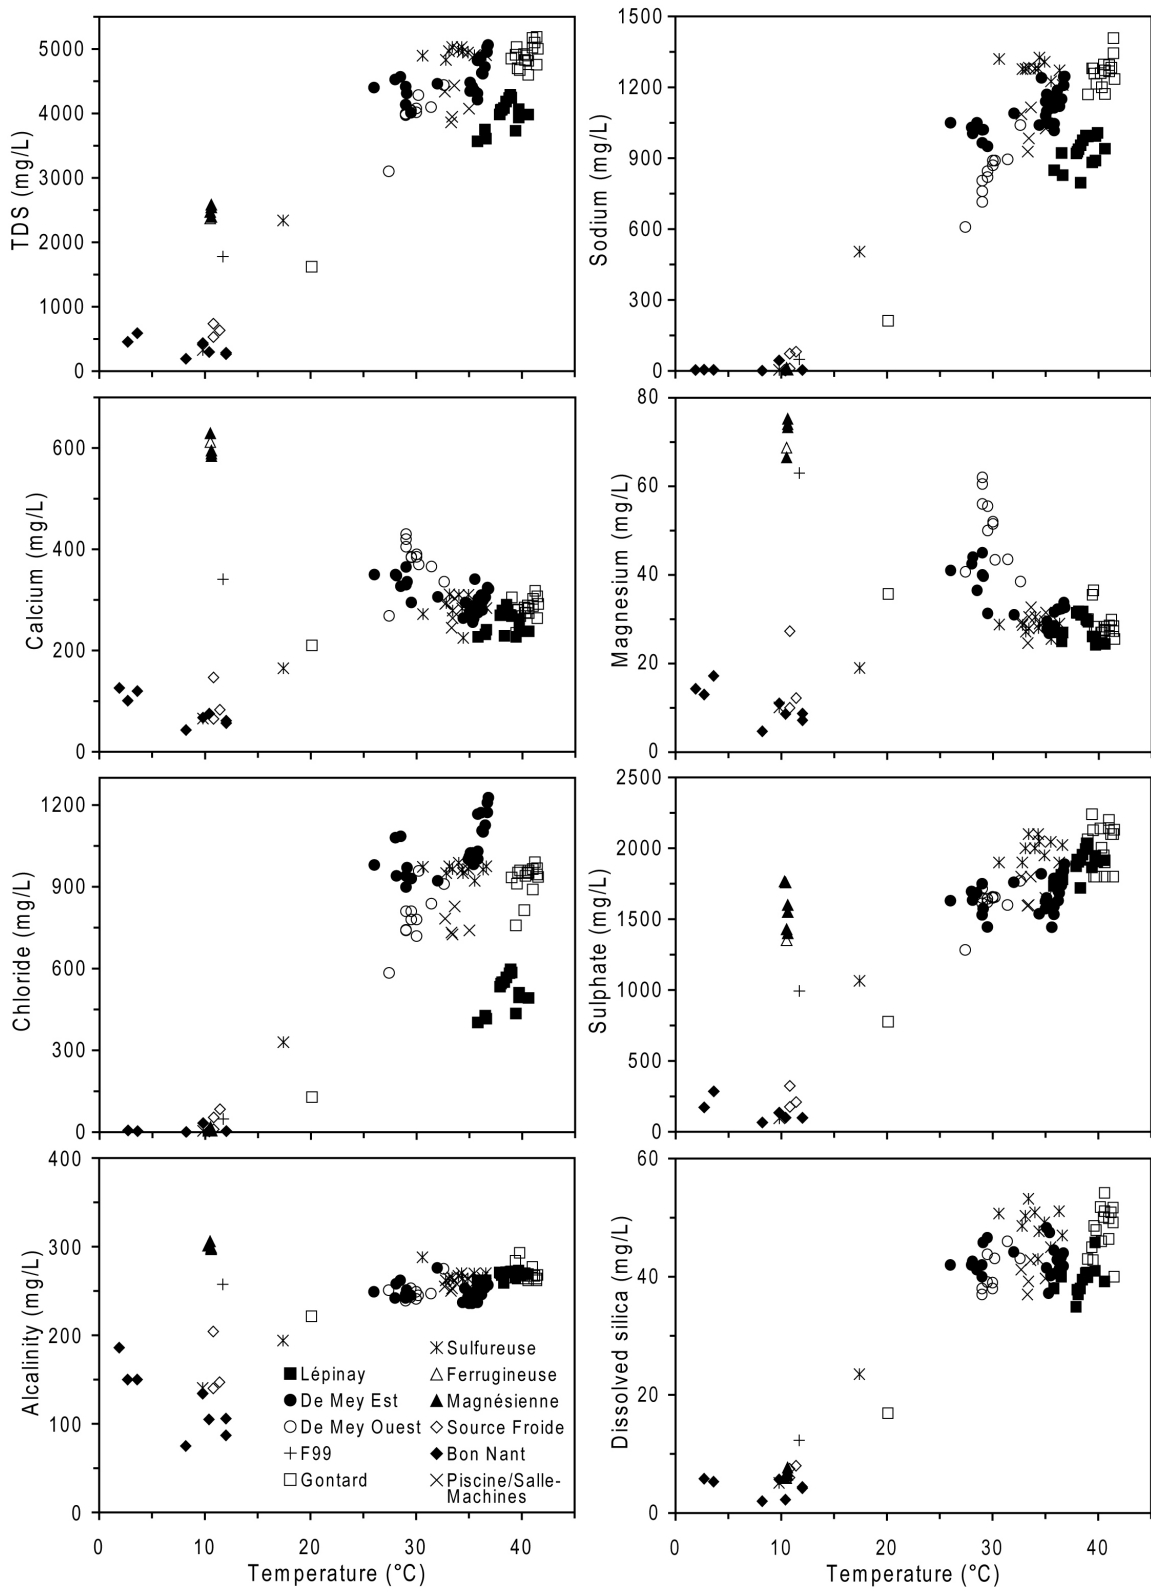 TDS (mg/L)
5000
4000
3000
2000
1000
0
Sodium (mg/L)
1500
1200
900
600
300
0
Calcium (mg/L)
600
400
200
0
Magnesium (mg/L)
80
60
40
20
0
Chloride (mg/L)
1200
900
600
300
0
Sulphate (mg/L)
2500
2000
1500
1000
500
0
Alcalinity (mg/L)
400
300
200
100
0
Lépinay
De Mey Est
De Mey Ouest
F99
Gontard
Sulfureuse
Ferrugineuse
Magnésienne
Source Froide
Bon Nant
Piscine/Salle-
Machines
0 10 20 30 40
Temperature (°C)
Dissolved silica (mg/L)
60
40
20
0
0 10 20 30 40
Temperature (°C)